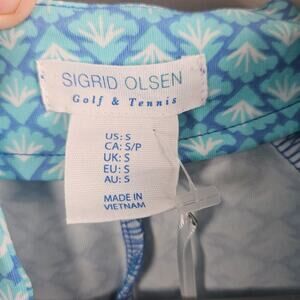 SIGRID OLSEN
Golf & Tennis
US: S
CA: S/P
UK: S
EU: S
AU: S
MADE IN
VIETNAM